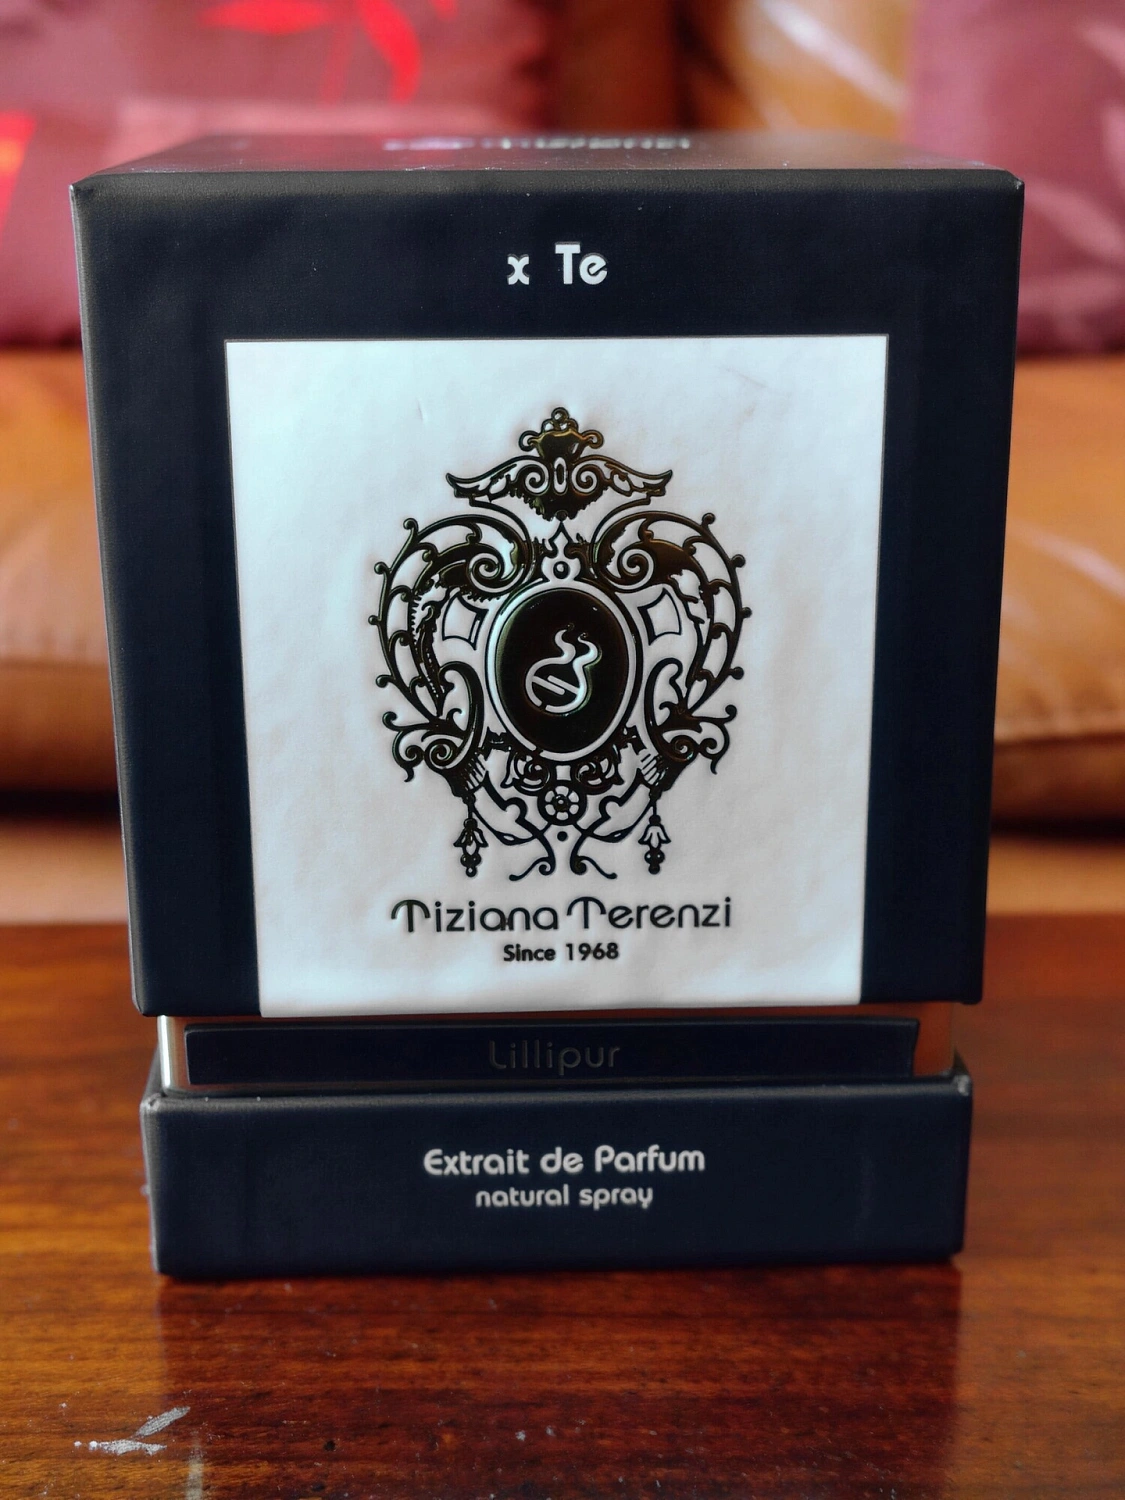 x Te
Tiziana Terenzi
Since 1968
Lillipur
Extrait de Parfum
natural spray